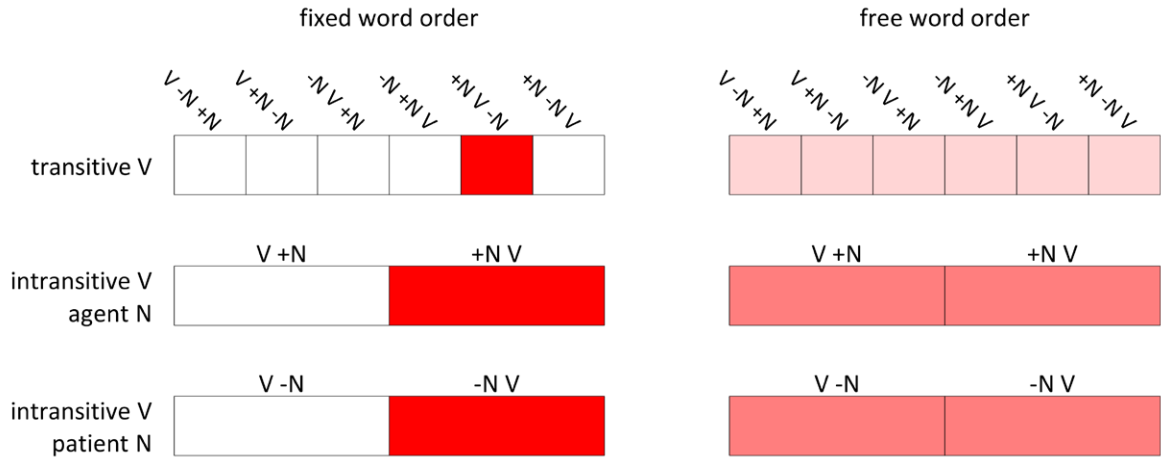 fixed word order
free word order
V -N +N
V +N -N
-N V +N
-N +N V
+N V -N
+N -N V
V -N +N
V +N -N
-N V +N
-N +N V
+N V -N
+N -N V
transitive V
V +N
+N V
V +N
+N V
intransitive V
agent N
V -N
-N V
V -N
-N V
intransitive V
patient N